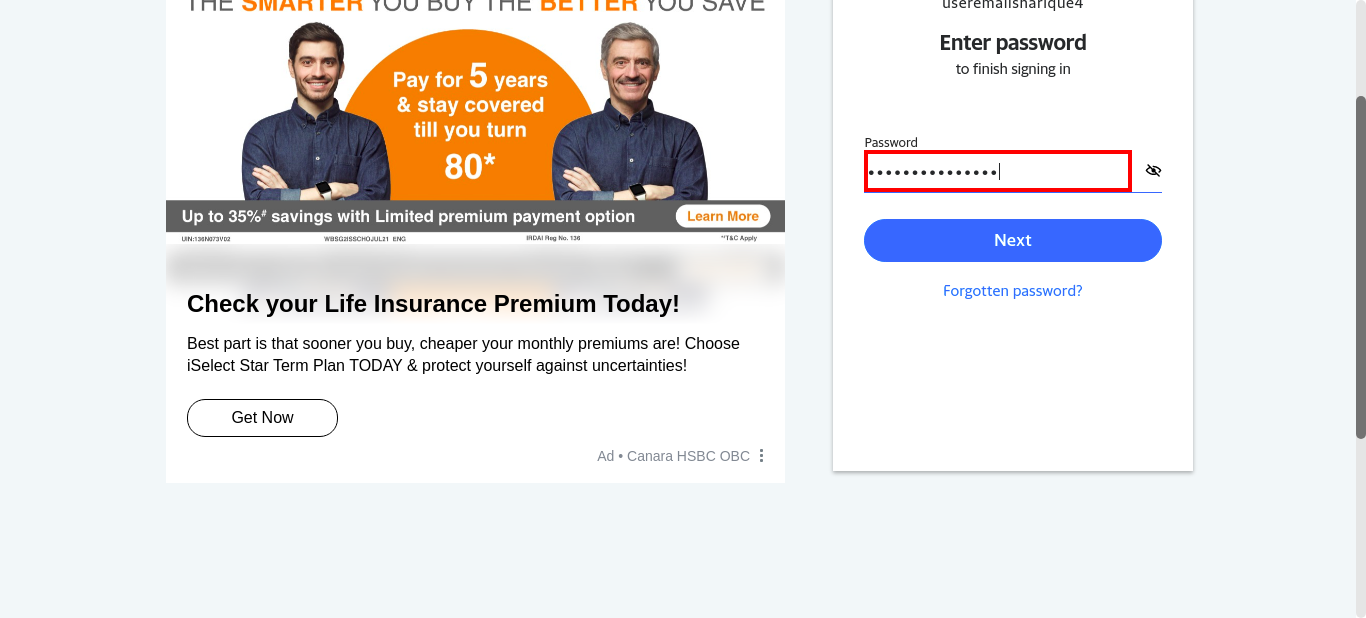 THE SMARTER YOU BUY THE BETTER YOU SAVE
Pay for 5 years
& stay covered
till you turn
80*
Up to 35%# savings with Limited premium payment option
Learn More
UIN:136N073V02 WBSG2ISSCHOJUL21 ENG IRDAI Reg No. 136 *^T&C Apply
Check your Life Insurance Premium Today!
Best part is that sooner you buy, cheaper your monthly premiums are! Choose
iSelect Star Term Plan TODAY & protect yourself against uncertainties!
Get Now
Ad • Canara HSBC OBC
useremailsharique4
Enter password
to finish signing in
Password
•••••••••••••••
Next
Forgotten password?